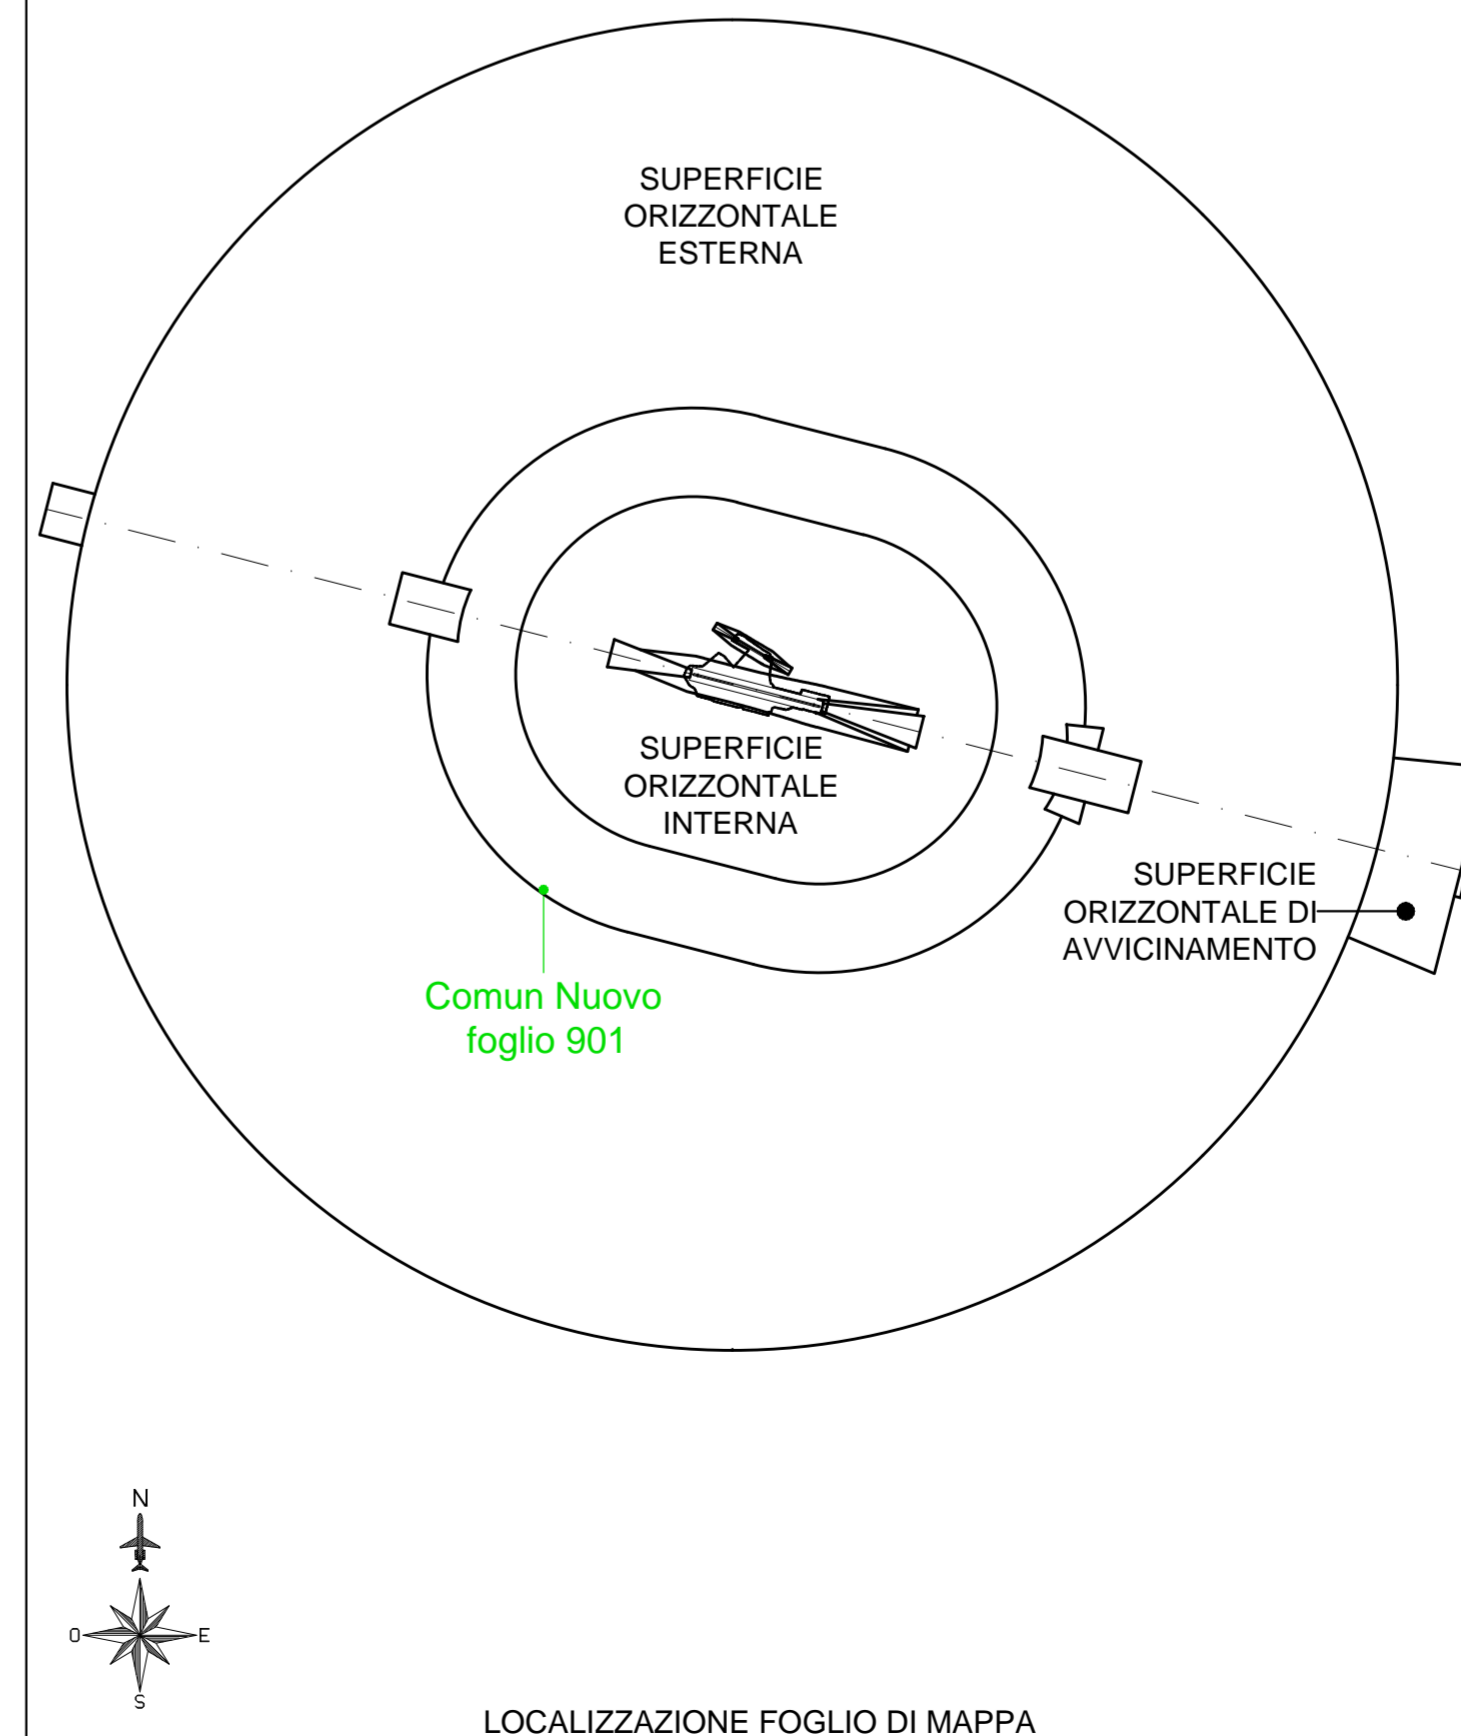 SUPERFICIE
ORIZZONTALE
ESTERNA
SUPERFICIE
ORIZZONTALE
INTERNA
SUPERFICIE
ORIZZONTALE DI
AVVICINAMENTO
Comun Nuovo
foglio 901
N
O
E
S
LOCALIZZAZIONE FOGLIO DI MAPPA